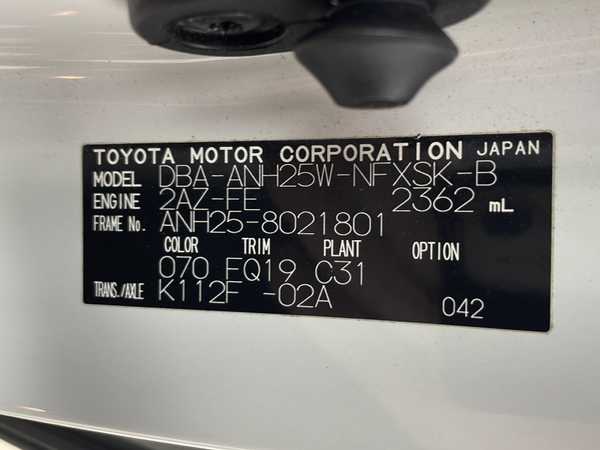 TOYOTA MOTOR CORPORATION JAPAN
MODEL DBA-ANH25W-NFXSK-B
ENGINE 2AZ-FE 2362 mL
FRAME No. ANH25-8021801
COLOR TRIM PLANT OPTION
070 FQ19 C31
TRANS./AXLE K112F -02A 042